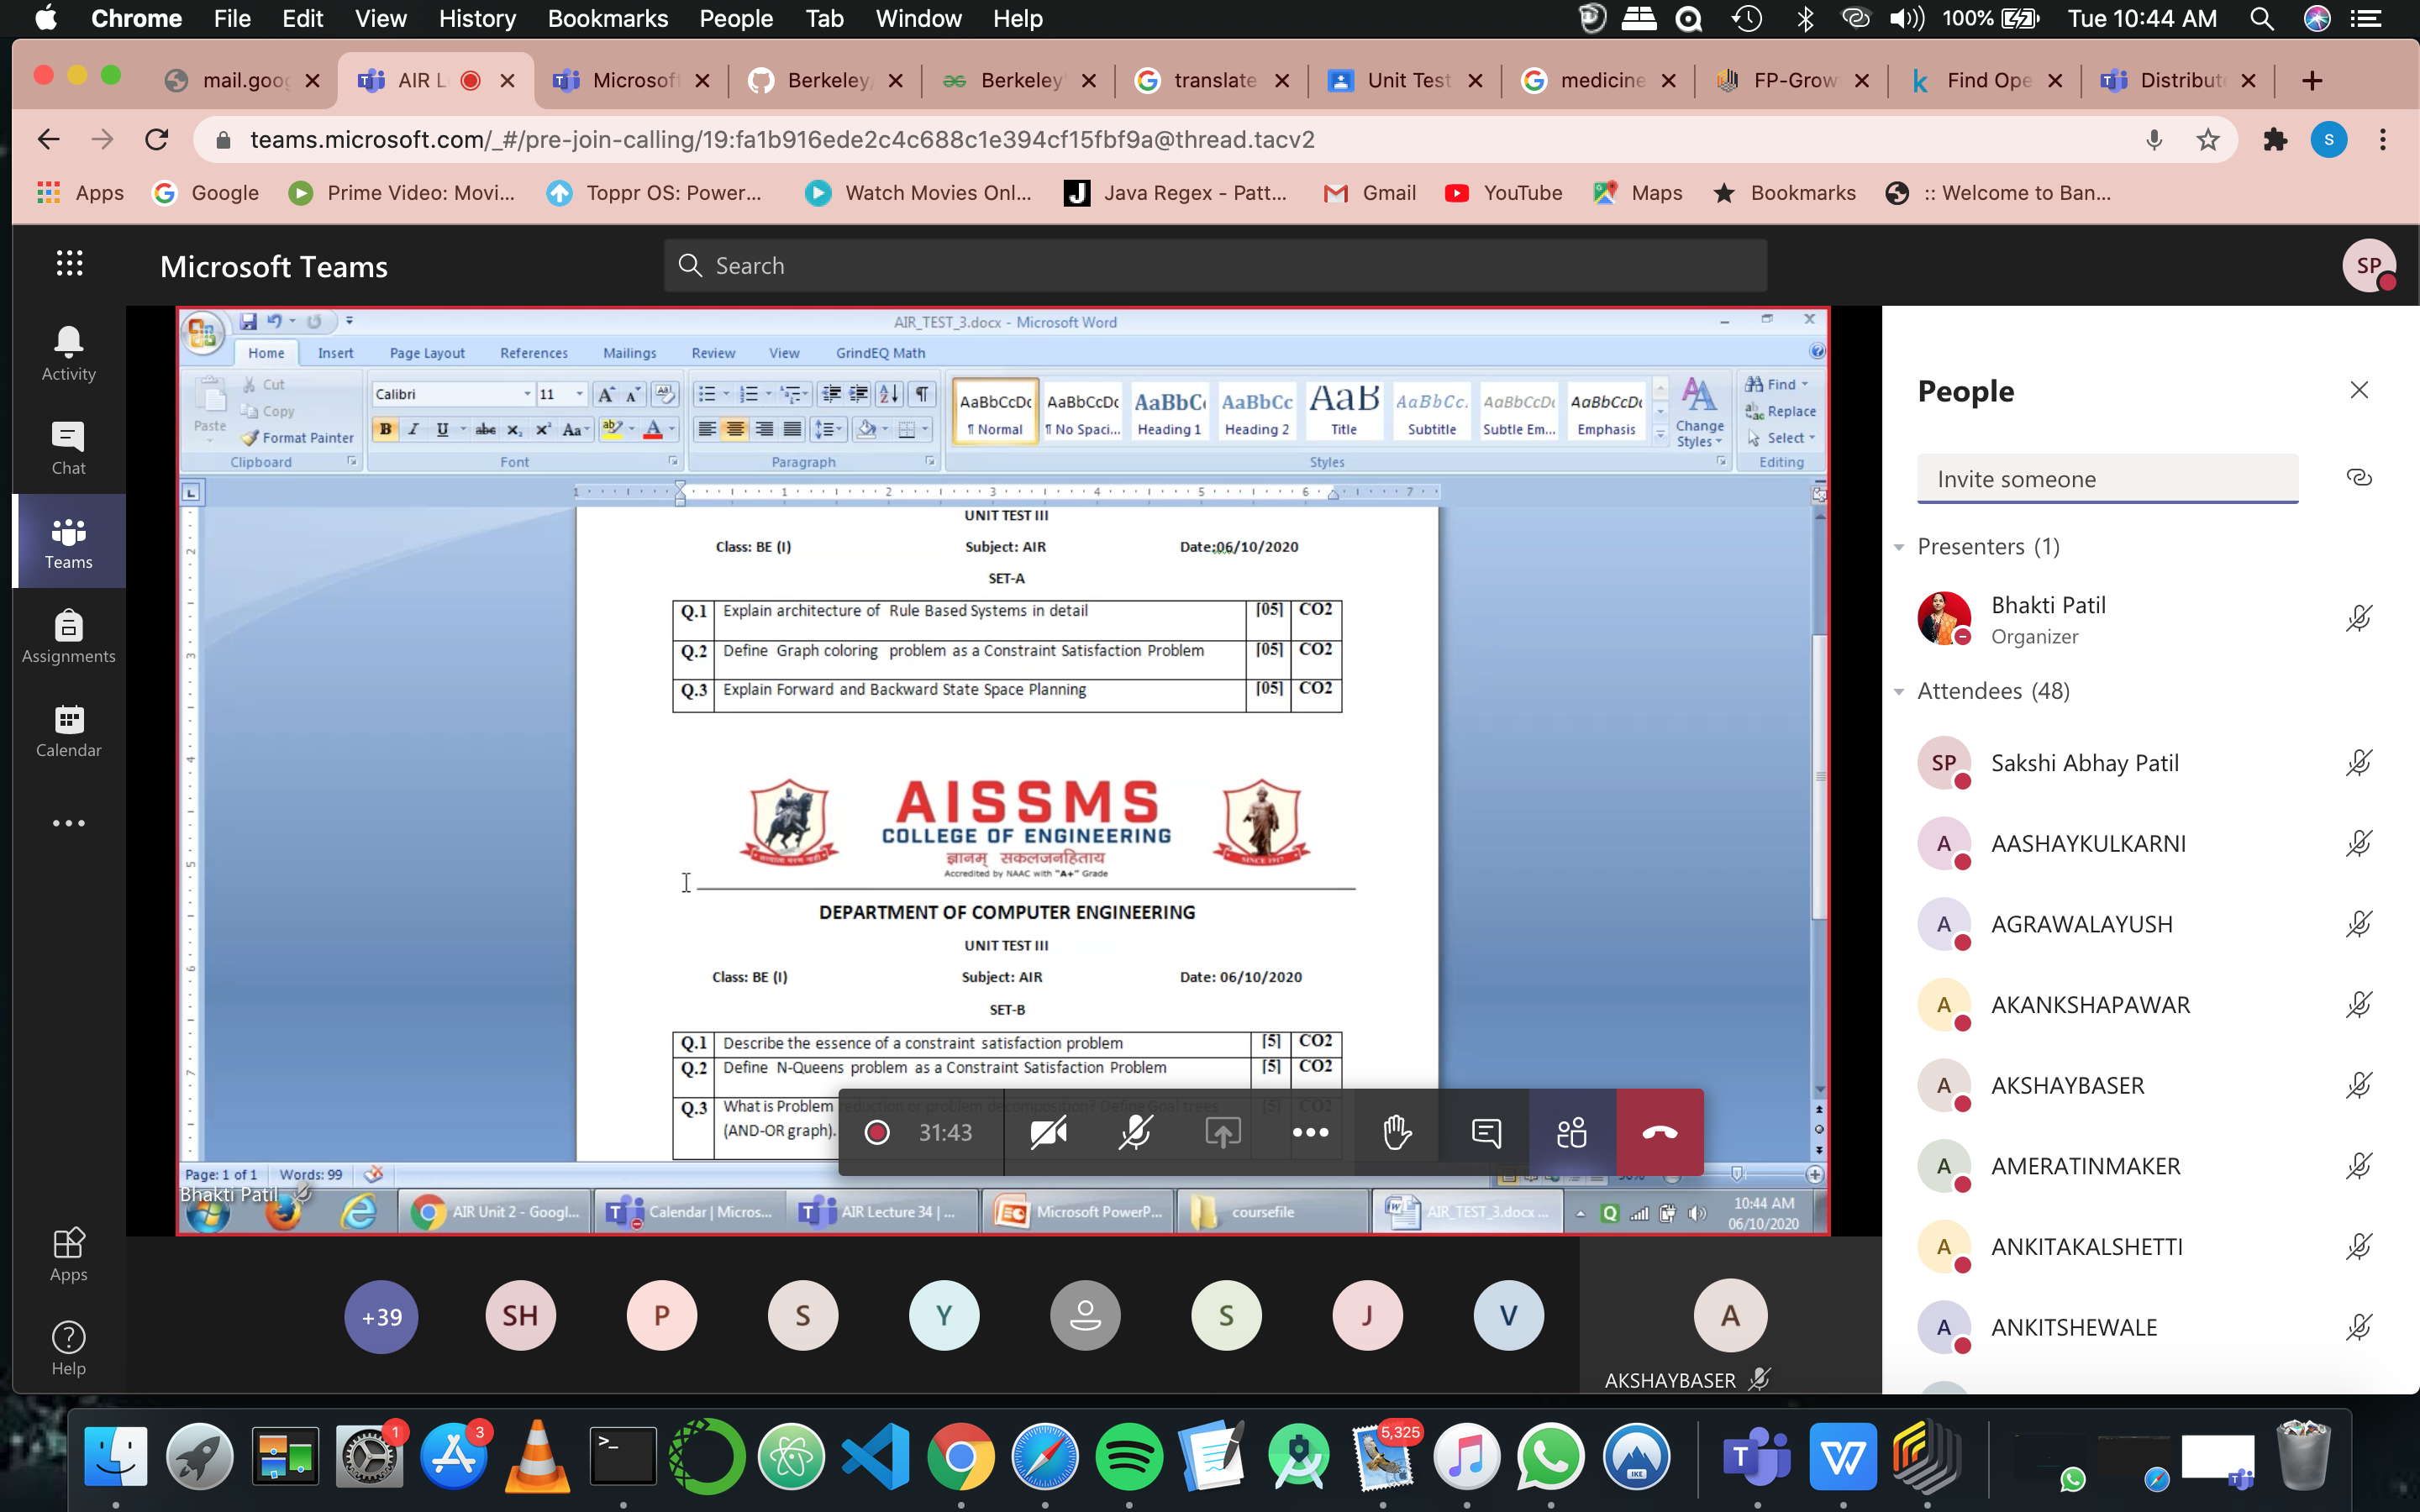 Chrome File Edit View History Bookmarks People Tab Window Help 100% Tue 10:44 AM
mail.goog AIR L Microsoft Berkeley/ Berkeley' translate Unit Test medicine FP-Grow Find Ope Distribut
teams.microsoft.com/_#/pre-join-calling/19:fa1b916ede2c4c688c1e394cf15fbf9a@thread.tacv2 S
Apps Google Prime Video: Movi... Toppr OS: Power... Watch Movies Onl... Java Regex - Patt... Gmail YouTube Maps Bookmarks :: Welcome to Ban...
Microsoft Teams Search SP
Activity
Chat
Teams
Assignments
Calendar
Apps
Help
AIR_TEST_3.docx - Microsoft Word
Home Insert Page Layout References Mailings Review View GrindEQ Math
Paste Cut Copy Format Painter
Calibri 11
AaBbCcDc AaBbCcDc AaBbC AaBbCc AaB AaBbCc. AaBbCcDc AaBbCcDc
¶ Normal ¶ No Spaci... Heading 1 Heading 2 Title Subtitle Subtle Em... Emphasis
Change Styles
Find
Replace
Select
Clipboard Font Paragraph Styles Editing
UNIT TEST III
Class: BE (I) Subject: AIR Date:06/10/2020
SET-A
Q.1 Explain architecture of Rule Based Systems in detail [05] CO2
Q.2 Define Graph coloring problem as a Constraint Satisfaction Problem [05] CO2
Q.3 Explain Forward and Backward State Space Planning [05] CO2
AISSMS
COLLEGE OF ENGINEERING
ज्ञानम् सकलजनहिताय
Accredited by NAAC with "A+" Grade
SINCE 1917
DEPARTMENT OF COMPUTER ENGINEERING
UNIT TEST III
Class: BE (I) Subject: AIR Date: 06/10/2020
SET-B
Q.1 Describe the essence of a constraint satisfaction problem [5] CO2
Q.2 Define N-Queens problem as a Constraint Satisfaction Problem [5] CO2
Q.3 What is Problem reduction or problem decomposition? Define Goal trees [5] CO2
(AND-OR graph).
31:43
Page: 1 of 1 Words: 99
Bhakti Patil
AIR Unit 2 - Googl... Calendar | Micros... AIR Lecture 34 | ... Microsoft PowerP... coursefile AIR_TEST_3.docx ...
10:44 AM
06/10/2020
+39 SH P S Y S J V A
AKSHAYBASER
People
Invite someone
Presenters (1)
Bhakti Patil
Organizer
Attendees (48)
SP Sakshi Abhay Patil
A AASHAYKULKARNI
A AGRAWALAYUSH
A AKANKSHAPAWAR
A AKSHAYBASER
A AMERATINMAKER
A ANKITAKALSHETTI
A ANKITSHEWALE
1 3 5,325